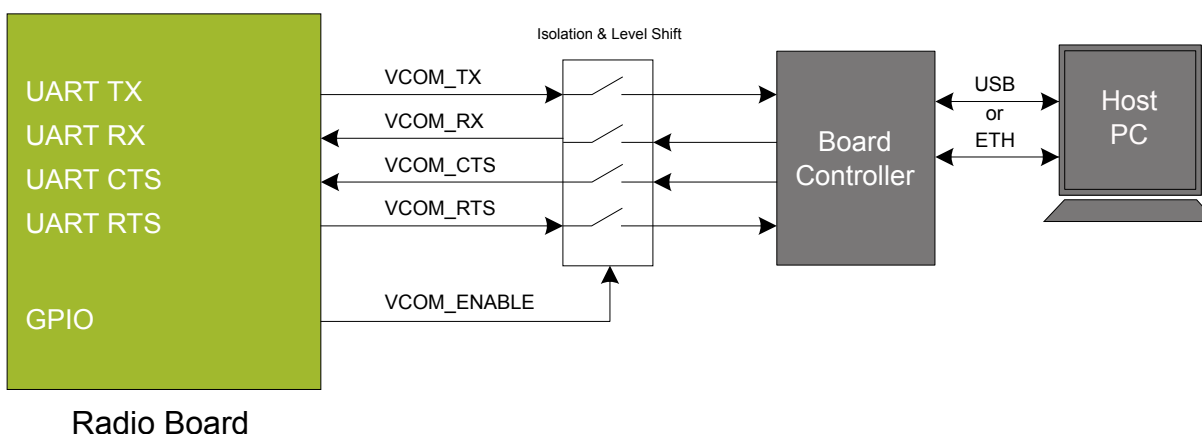 Isolation & Level Shift
UART TX
UART RX
UART CTS
UART RTS
GPIO
VCOM_TX
VCOM_RX
VCOM_CTS
VCOM_RTS
VCOM_ENABLE
Board
Controller
USB
or
ETH
Host
PC
Radio Board